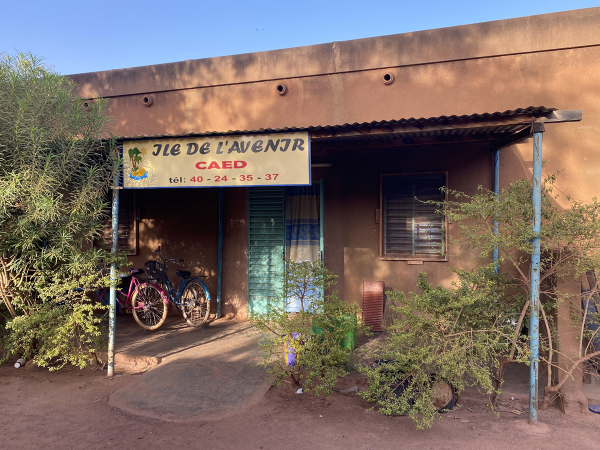 ILE DE L'AVENIR
CAED
tél: 40 - 24 - 35 - 37